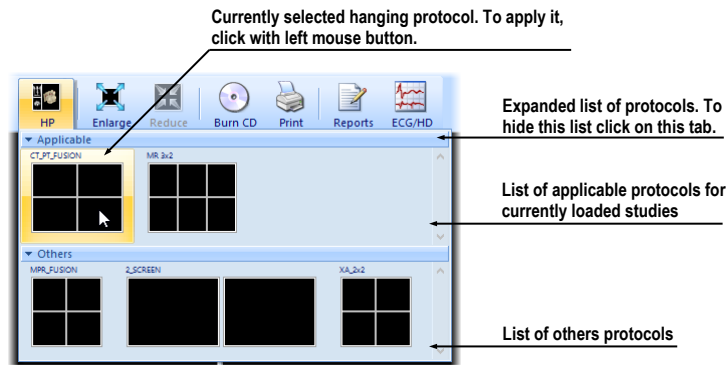 Currently selected hanging protocol. To apply it,
click with left mouse button.
HP
Enlarge
Reduce
Burn CD
Print
Reports
ECG/HD
Expanded list of protocols. To
hide this list click on this tab.
Applicable
CT_PT_FUSION
MR 3x2
List of applicable protocols for
currently loaded studies
Others
MPR_FUSION
2_SCREEN
XA_2x2
List of others protocols